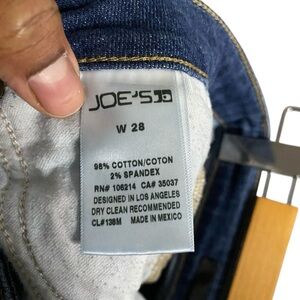 JOE'S JD
W 28
98% COTTON/COTON
2% SPANDEX
RN# 106214 CA# 35037
DESIGNED IN LOS ANGELES
DRY CLEAN RECOMMENDED
CL#138M MADE IN MEXICO